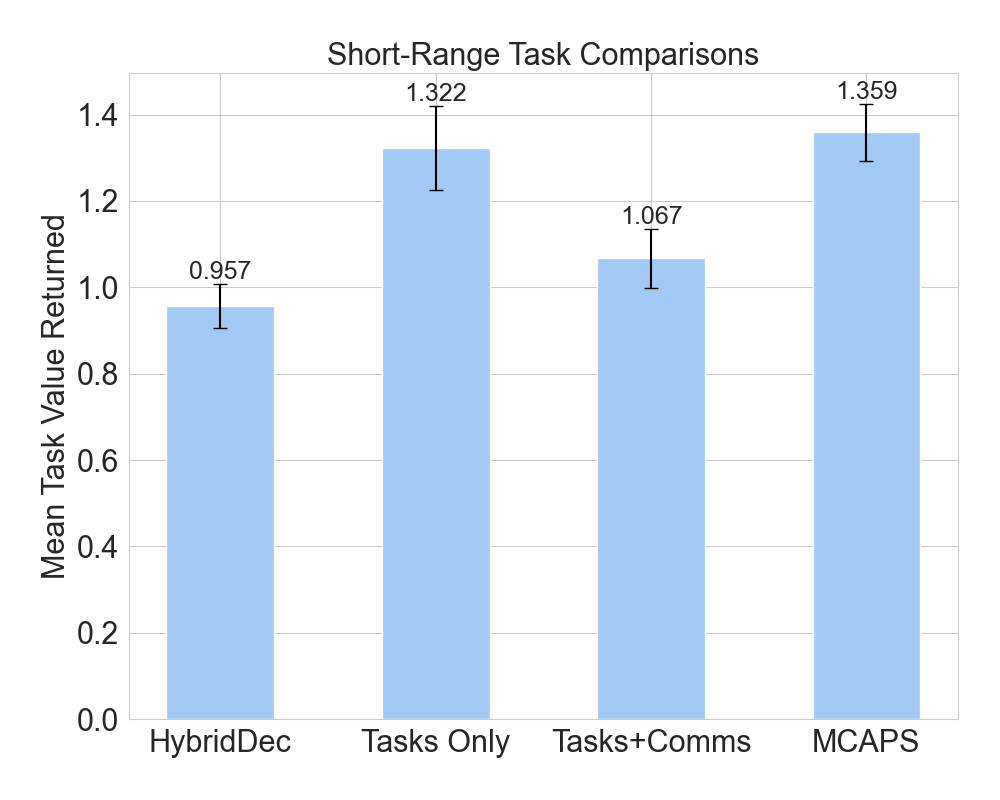 Short-Range Task Comparisons
Mean Task Value Returned
1.4
1.2
1.0
0.8
0.6
0.4
0.2
0.0
0.957
1.322
1.067
1.359
HybridDec
Tasks Only
Tasks+Comms
MCAPS